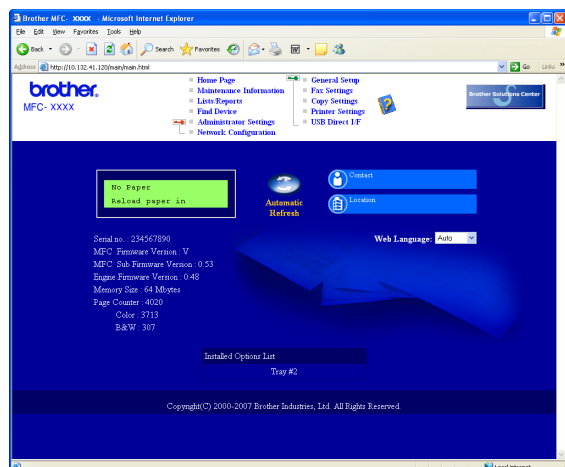 Brother MFC- XXXX - Microsoft Internet Explorer
File Edit View Favorites Tools Help
Back Search Favorites
Address http://10.132.41.120/main/main.html Go Links »
brother.
MFC- XXXX
Home Page
Maintenance Information
Lists/Reports
Find Device
Administrator Settings
Network Configuration
General Setup
Fax Settings
Copy Settings
Printer Settings
USB Direct I/F
Brother Solutions Center
No Paper
Reload paper in
Automatic
Refresh
Contact
Location
Web Language: Auto
Serial no. : 234567890
MFC Firmware Version : V
MFC Sub Firmware Version : 0.53
Engine Firmware Version : 0.48
Memory Size : 64 Mbytes
Page Counter : 4020
Color : 3713
B&W : 307
Installed Options List
Tray #2
Copyright(C) 2000-2007 Brother Industries, Ltd. All Rights Reserved.
Local intranet